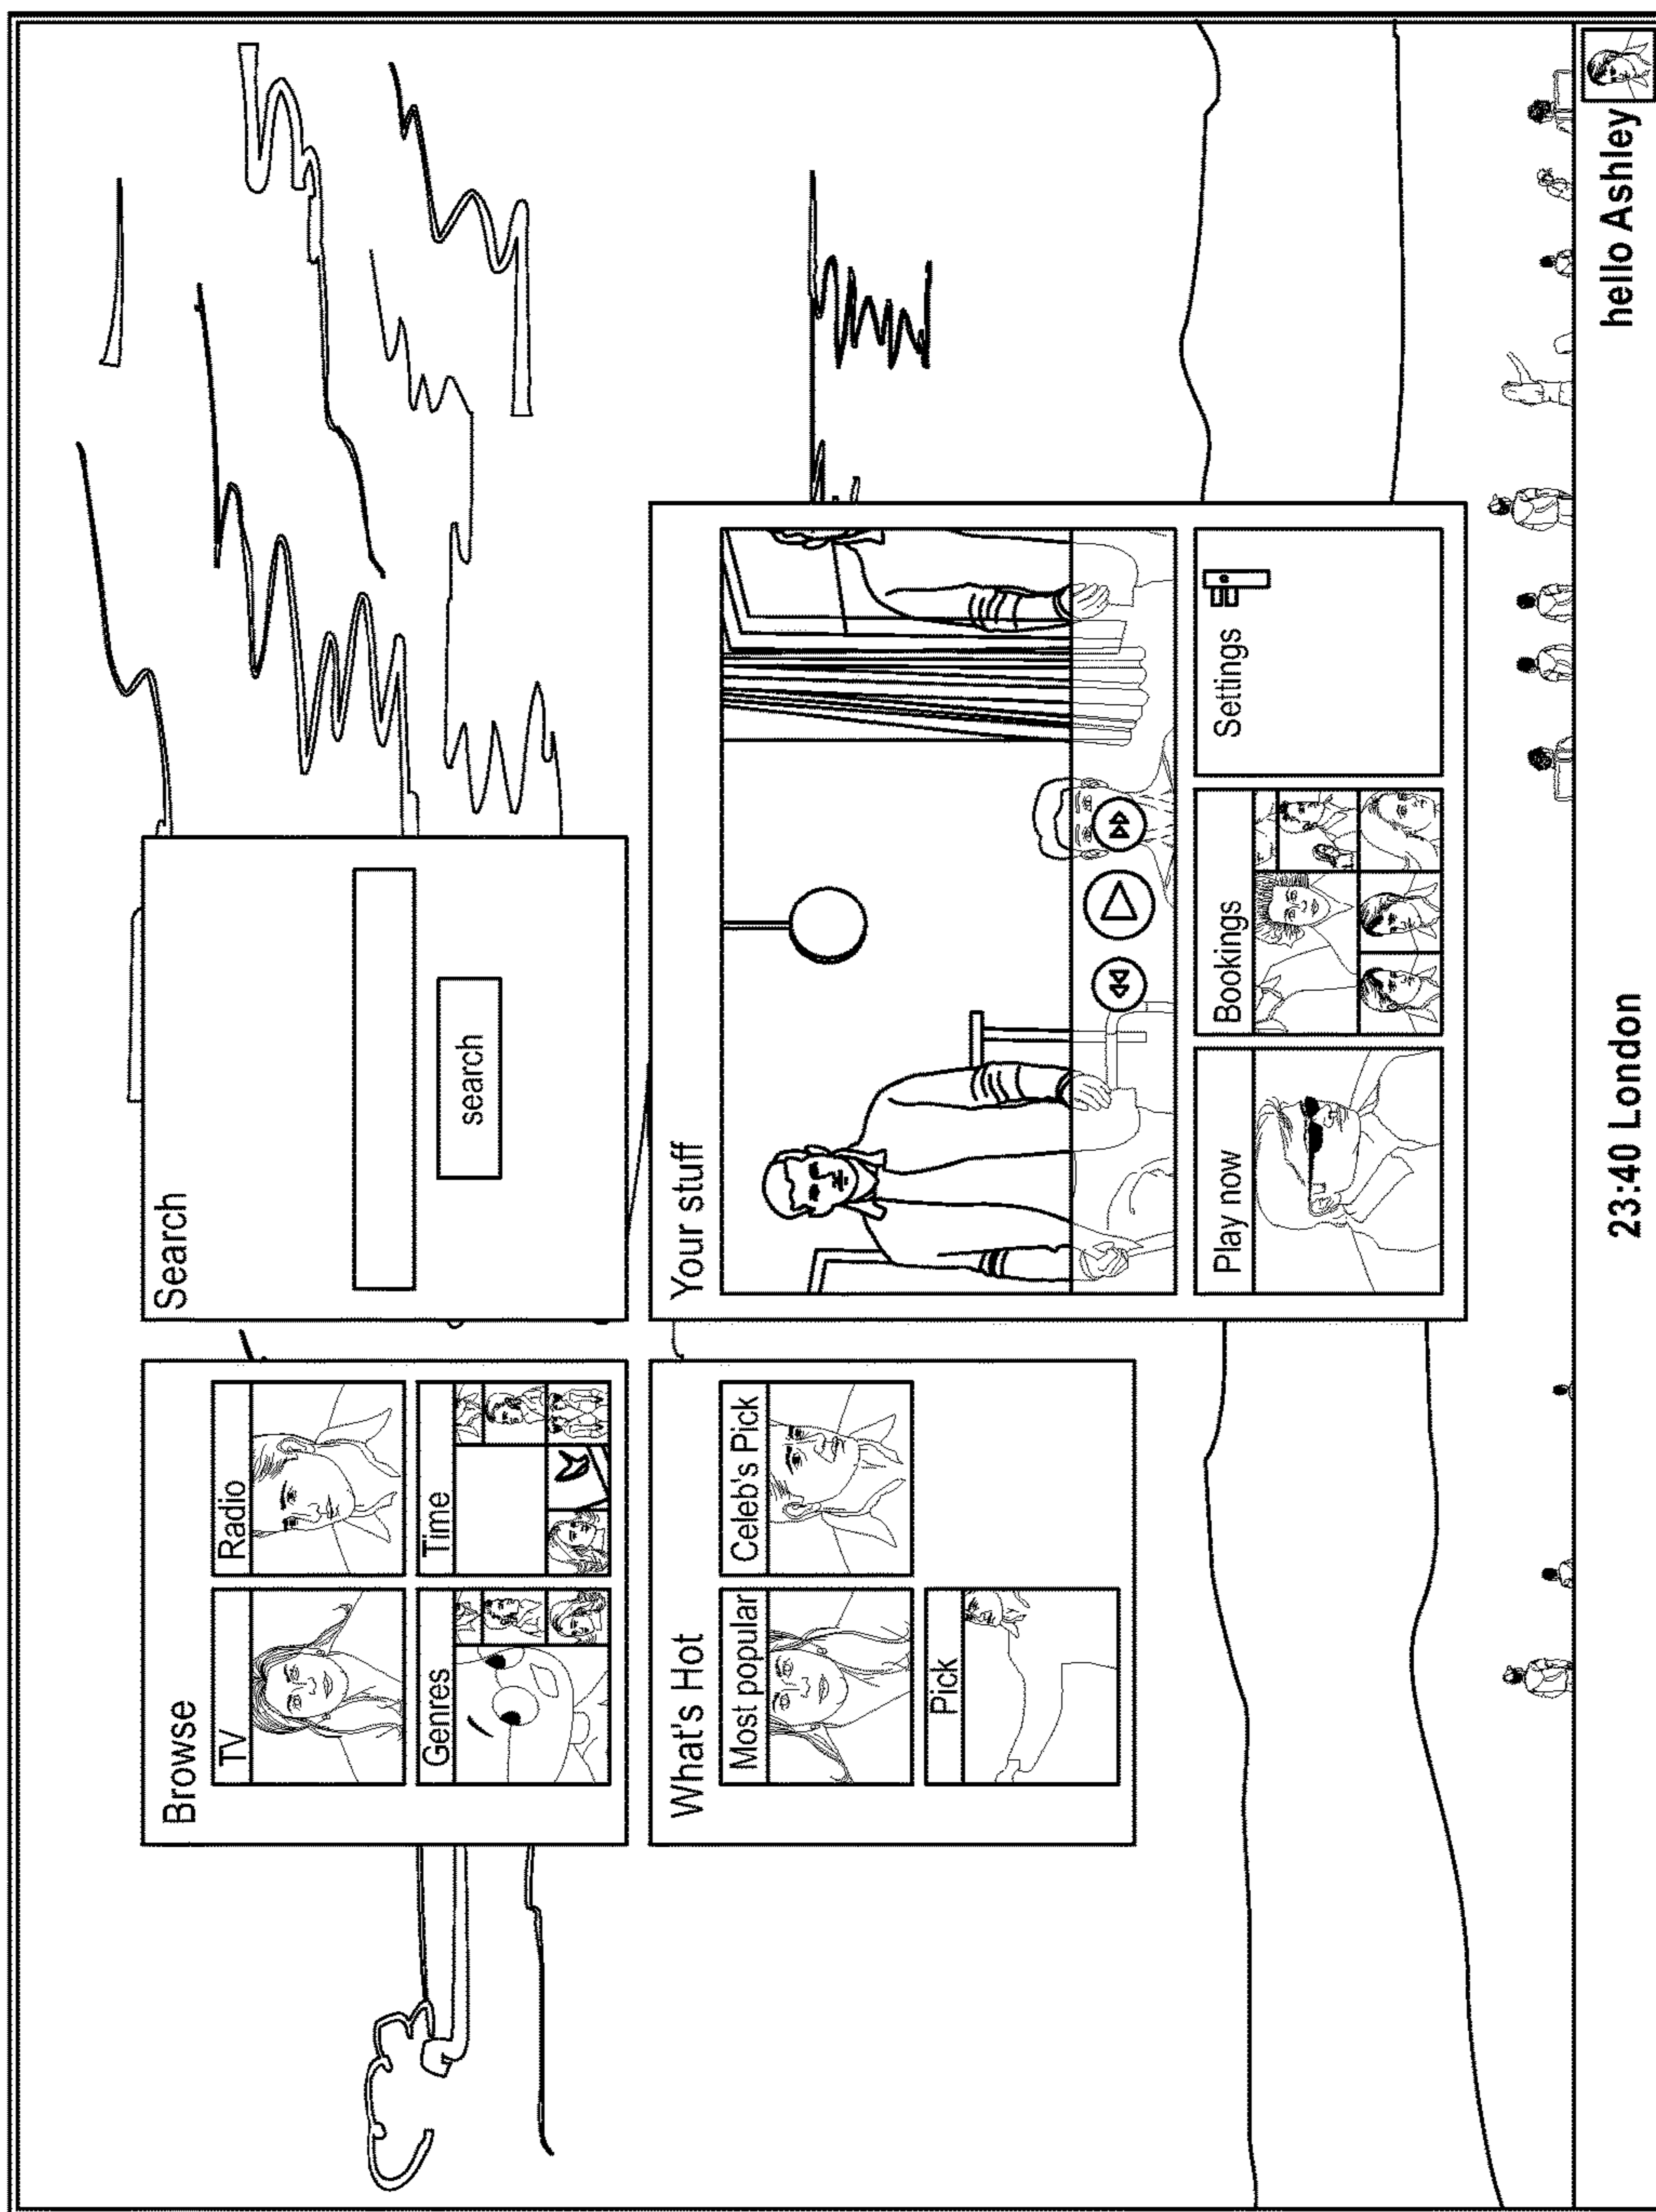 Browse
TV
Radio
Genres
Time
Search
search
What's Hot
Most popular
Celeb's Pick
Pick
Your stuff
Play now
Bookings
Settings
23:40 London
hello Ashley